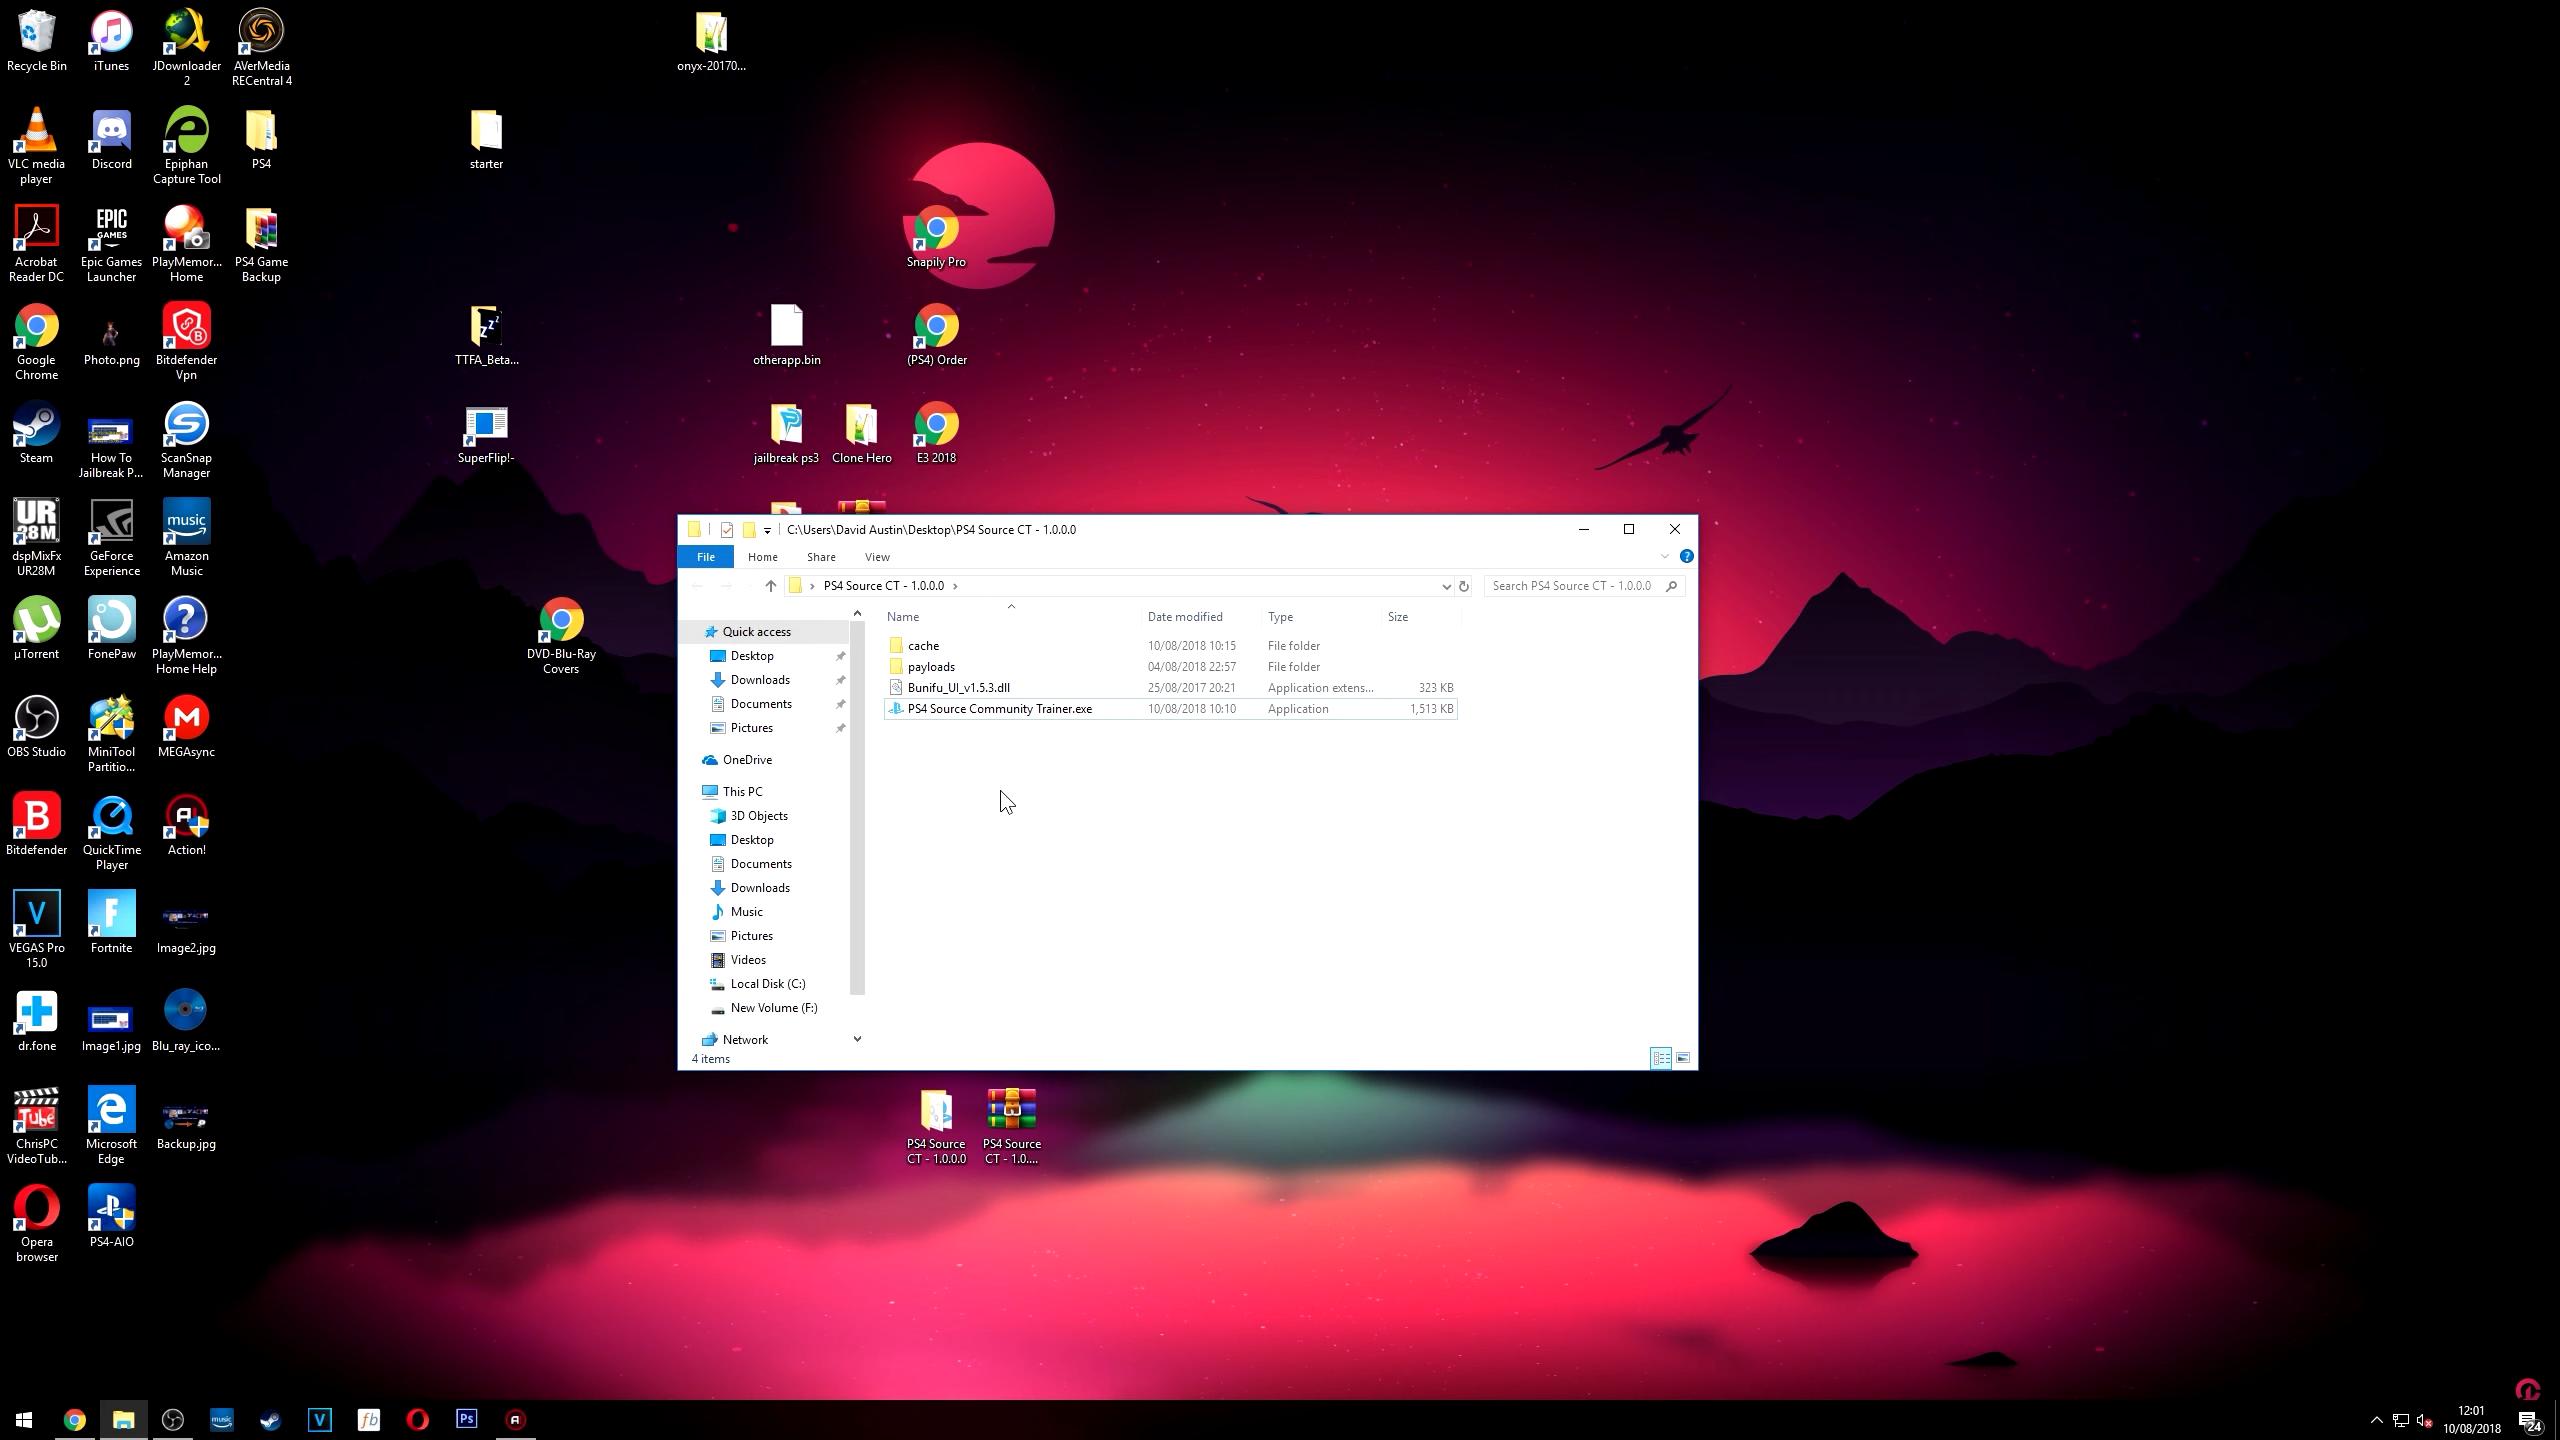 Recycle Bin
iTunes
JDownloader
2
AVerMedia
RECentral 4
onyx-20170...
VLC media
player
Discord
Epiphan
Capture Tool
PS4
starter
Acrobat
Reader DC
EPIC
GAMES
Epic Games
Launcher
PlayMemor...
Home
PS4 Game
Backup
Snapily Pro
Google
Chrome
Photo.png
Bitdefender
Vpn
TTFA_Beta...
otherapp.bin
(PS4) Order
Steam
How To
Jailbreak P...
ScanSnap
Manager
SuperFlip!-
jailbreak ps3
Clone Hero
E3 2018
UR
28M
dspMixFx
UR28M
GeForce
Experience
music
Amazon
Music
µTorrent
FonePaw
PlayMemor...
Home Help
DVD-Blu-Ray
Covers
OBS Studio
MiniTool
Partitio...
MEGAsync
Bitdefender
QuickTime
Player
Action!
VEGAS Pro
15.0
Fortnite
Image2.jpg
dr.fone
Image1.jpg
Blu_ray_ico...
Tube
ChrisPC
VideoTub...
Microsoft
Edge
Backup.jpg
Opera
browser
PS4-AIO
C:\Users\David Austin\Desktop\PS4 Source CT - 1.0.0.0
File Home Share View
PS4 Source CT - 1.0.0.0
Search PS4 Source CT - 1.0.0.0
Name Date modified Type Size
cache 10/08/2018 10:15 File folder
payloads 04/08/2018 22:57 File folder
Bunifu_UI_v1.5.3.dll 25/08/2017 20:21 Application extens... 323 KB
PS4 Source Community Trainer.exe 10/08/2018 10:10 Application 1,513 KB
Quick access
Desktop
Downloads
Documents
Pictures
OneDrive
This PC
3D Objects
Desktop
Documents
Downloads
Music
Pictures
Videos
Local Disk (C:)
New Volume (F:)
Network
4 items
PS4 Source
CT - 1.0.0.0
PS4 Source
CT - 1.0....
music
V
fb
Ps
12:01
10/08/2018
24